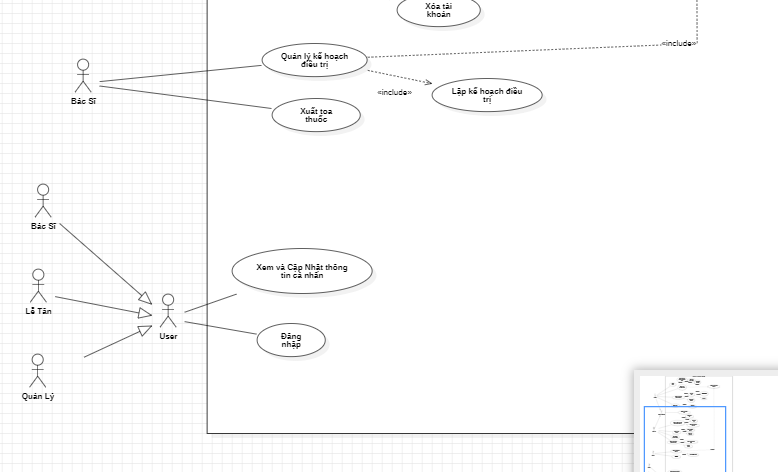 Xóa tài
khoản
«include»
Quản lý kế hoạch
điều trị
«include»
Lập kế hoạch điều
trị
Bác Sĩ
Xuất toa
thuốc
Bác Sĩ
Xem và Cập Nhật thông
tin cá nhấn
Lễ Tân
User
Đăng
nhập
Quản Lý